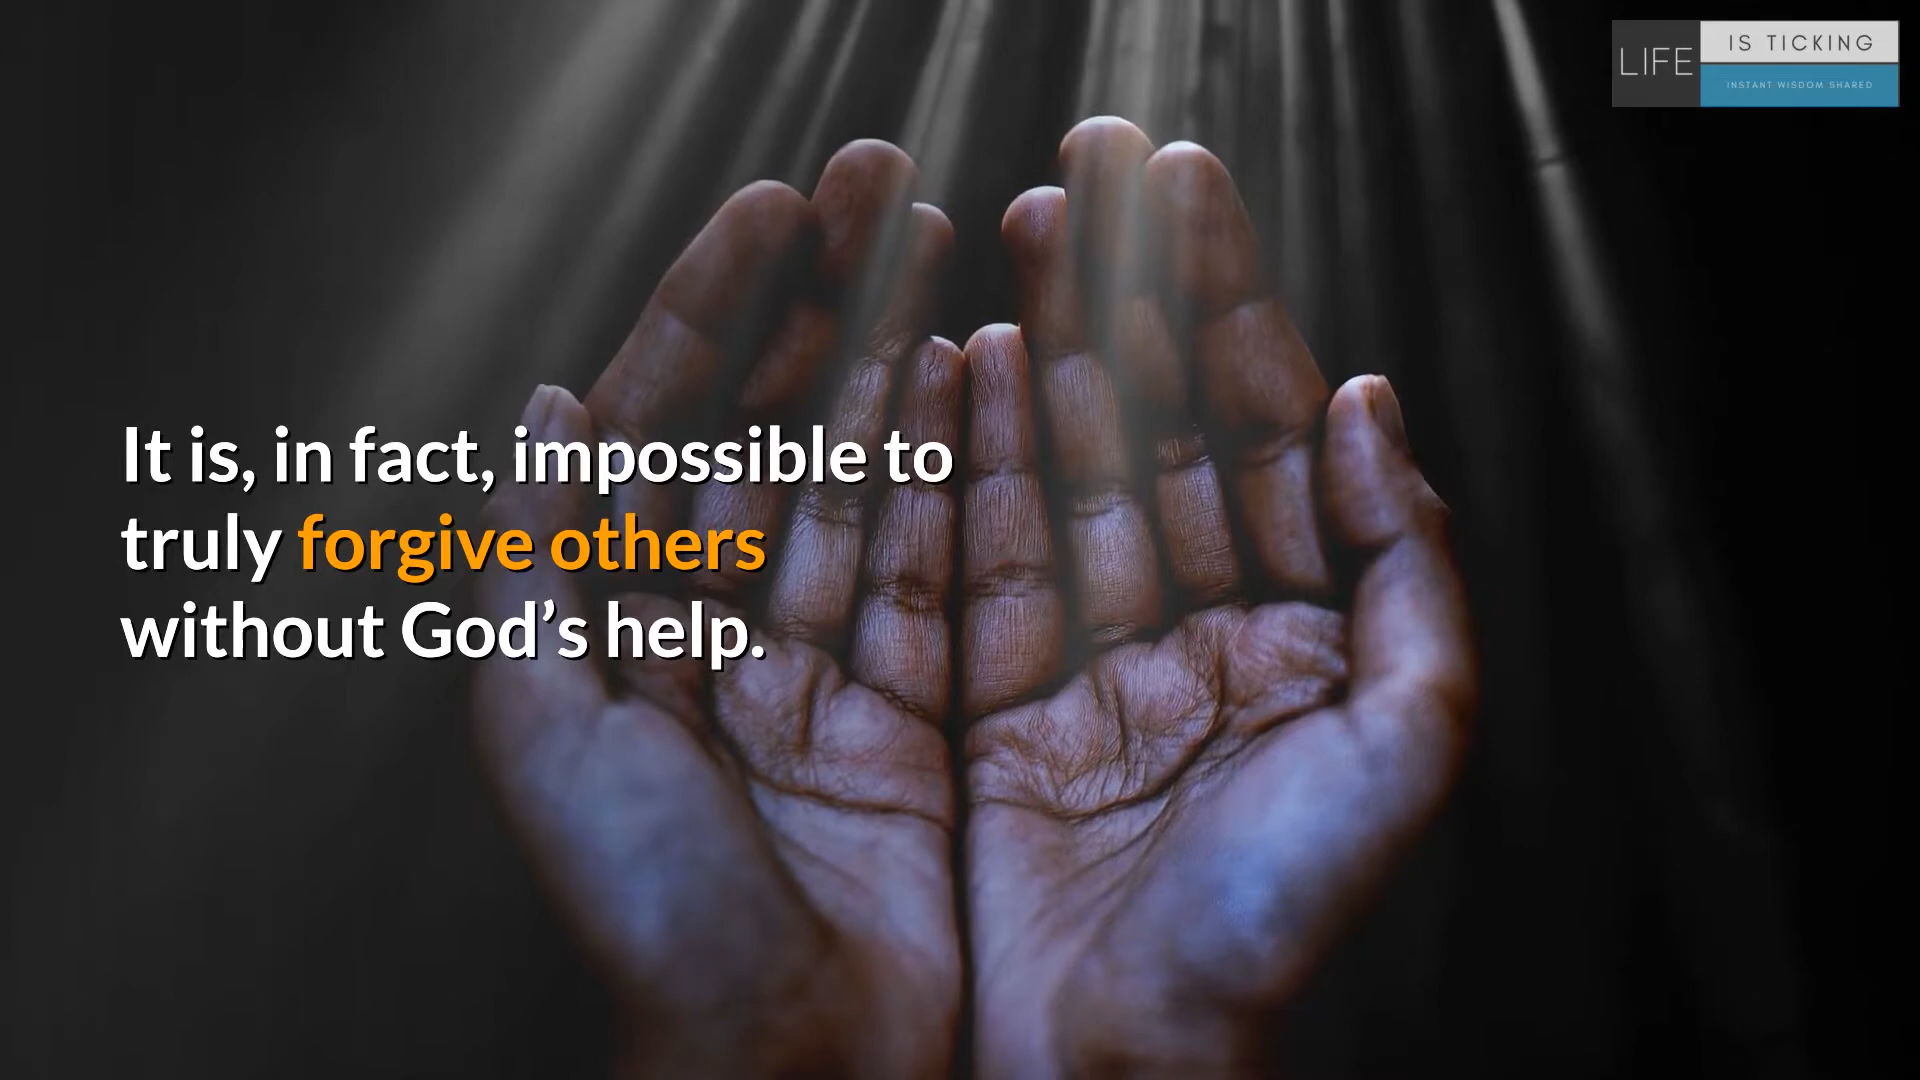 LIFE IS TICKING
INSTANT WISDOM SHARED
It is, in fact, impossible to
truly forgive others
without God’s help.